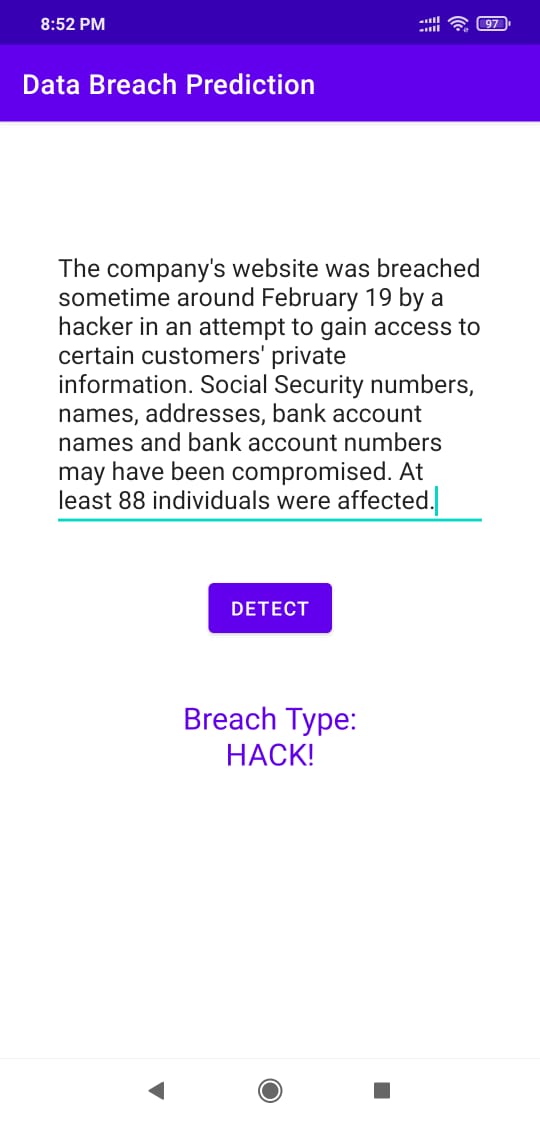 8:52 PM 97
Data Breach Prediction
The company's website was breached
sometime around February 19 by a
hacker in an attempt to gain access to
certain customers' private
information. Social Security numbers,
names, addresses, bank account
names and bank account numbers
may have been compromised. At
least 88 individuals were affected.
DETECT
Breach Type:
HACK!